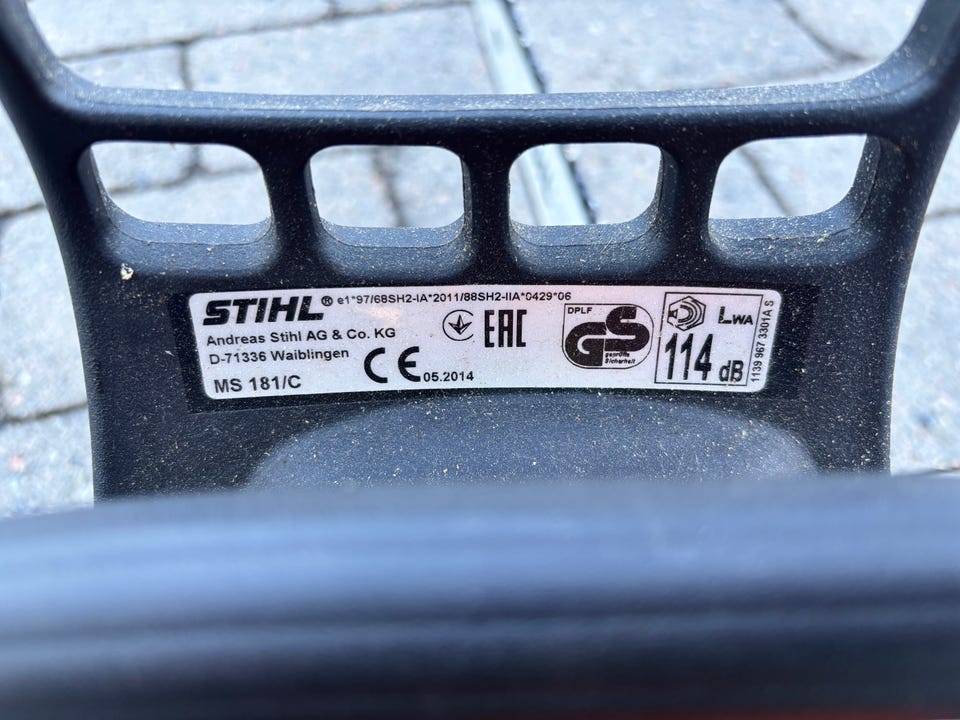 STIHL® e1*97/68SH2-IA*2011/88SH2-IIA*0429*06
Andreas Stihl AG & Co. KG
D-71336 Waiblingen
MS 181/C
CE 05.2014
EAC
DPLF
GS
geprüfte
Sicherheit
LWA
114 dB
1139 967 3301A S